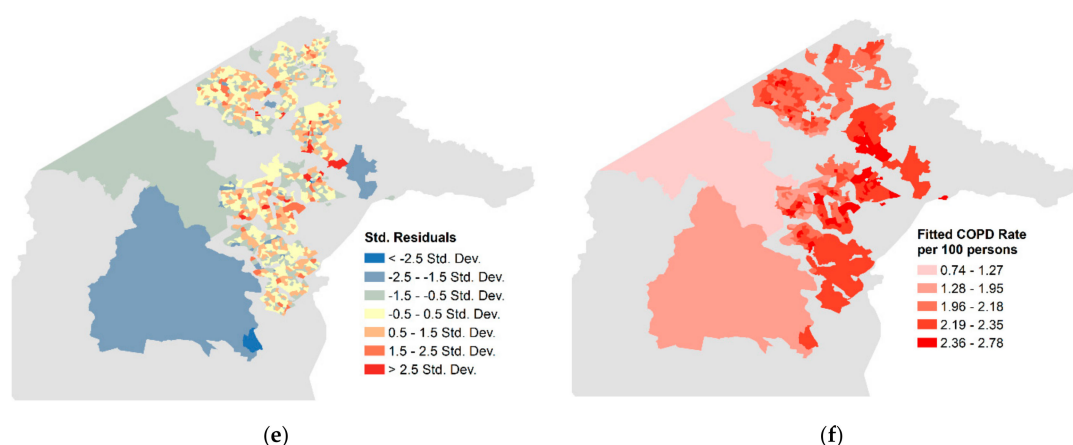 Std. Residuals
< -2.5 Std. Dev.
-2.5 - -1.5 Std. Dev.
-1.5 - -0.5 Std. Dev.
-0.5 - 0.5 Std. Dev.
0.5 - 1.5 Std. Dev.
1.5 - 2.5 Std. Dev.
> 2.5 Std. Dev.
(e)
Fitted COPD Rate
per 100 persons
0.74 - 1.27
1.28 - 1.95
1.96 - 2.18
2.19 - 2.35
2.36 - 2.78
(f)